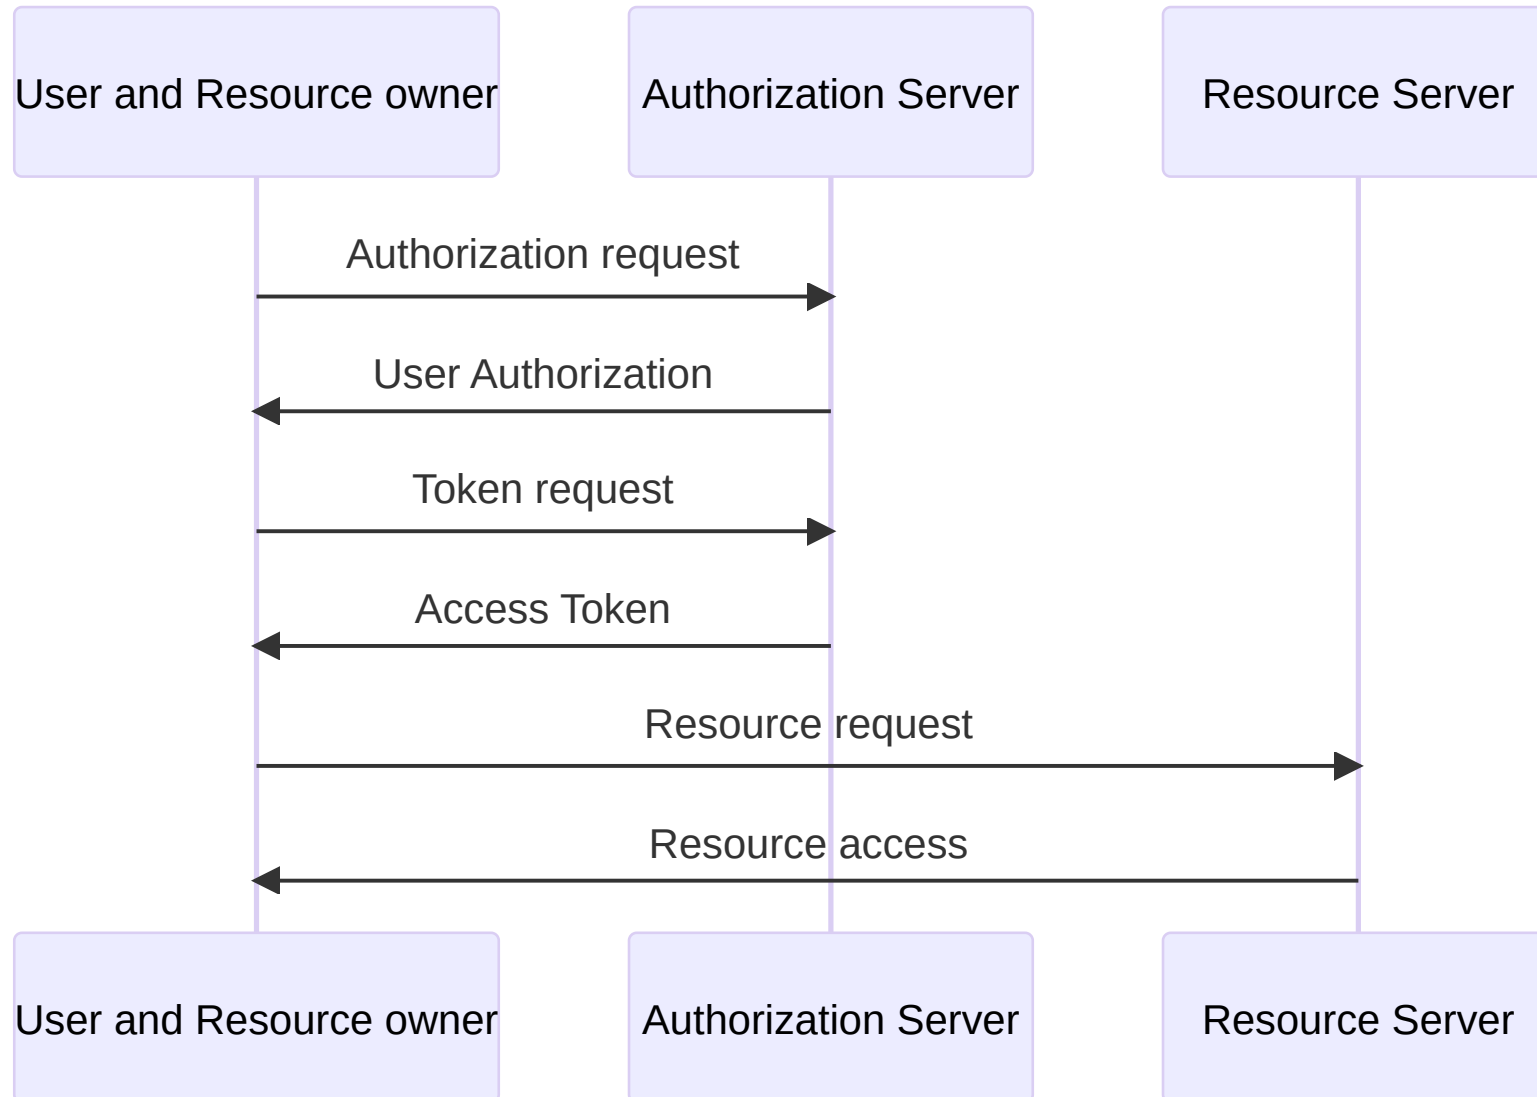 User and Resource owner
Authorization Server
Resource Server
Authorization request
User Authorization
Token request
Access Token
Resource request
Resource access
User and Resource owner
Authorization Server
Resource Server